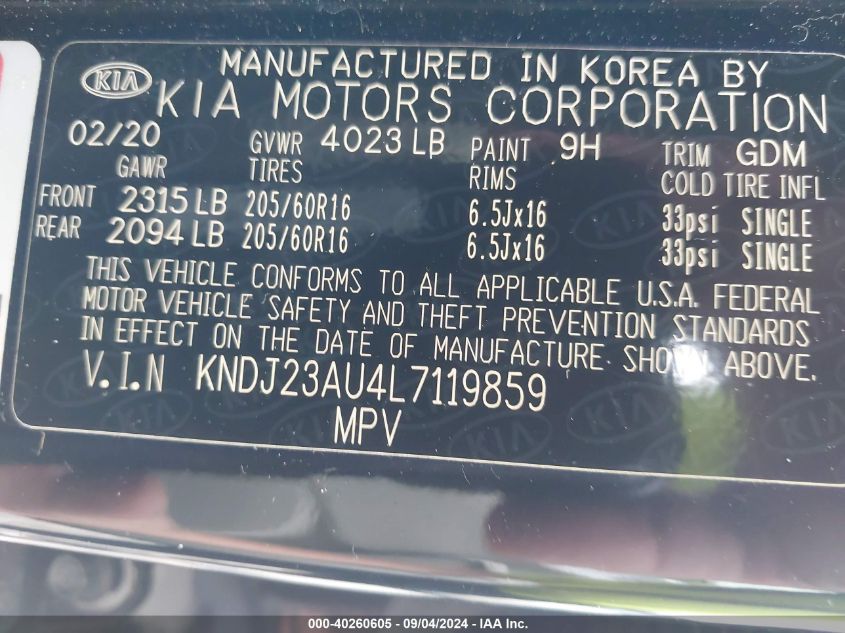 KIA
MANUFACTURED IN KOREA BY
KIA MOTORS CORPORATION
02/20 GVWR 4023 LB PAINT 9H TRIM GDM
GAWR TIRES RIMS COLD TIRE INFL
FRONT 2315 LB 205/60R16 6.5Jx16 33psi SINGLE
REAR 2094 LB 205/60R16 6.5Jx16 33psi SINGLE
THIS VEHICLE CONFORMS TO ALL APPLICABLE U.S.A. FEDERAL
MOTOR VEHICLE SAFETY AND THEFT PREVENTION STANDARDS
IN EFFECT ON THE DATE OF MANUFACTURE SHOWN ABOVE.
V.I.N KNDJ23AU4L7119859
MPV
000-40260605 - 09/04/2024 - IAA Inc.